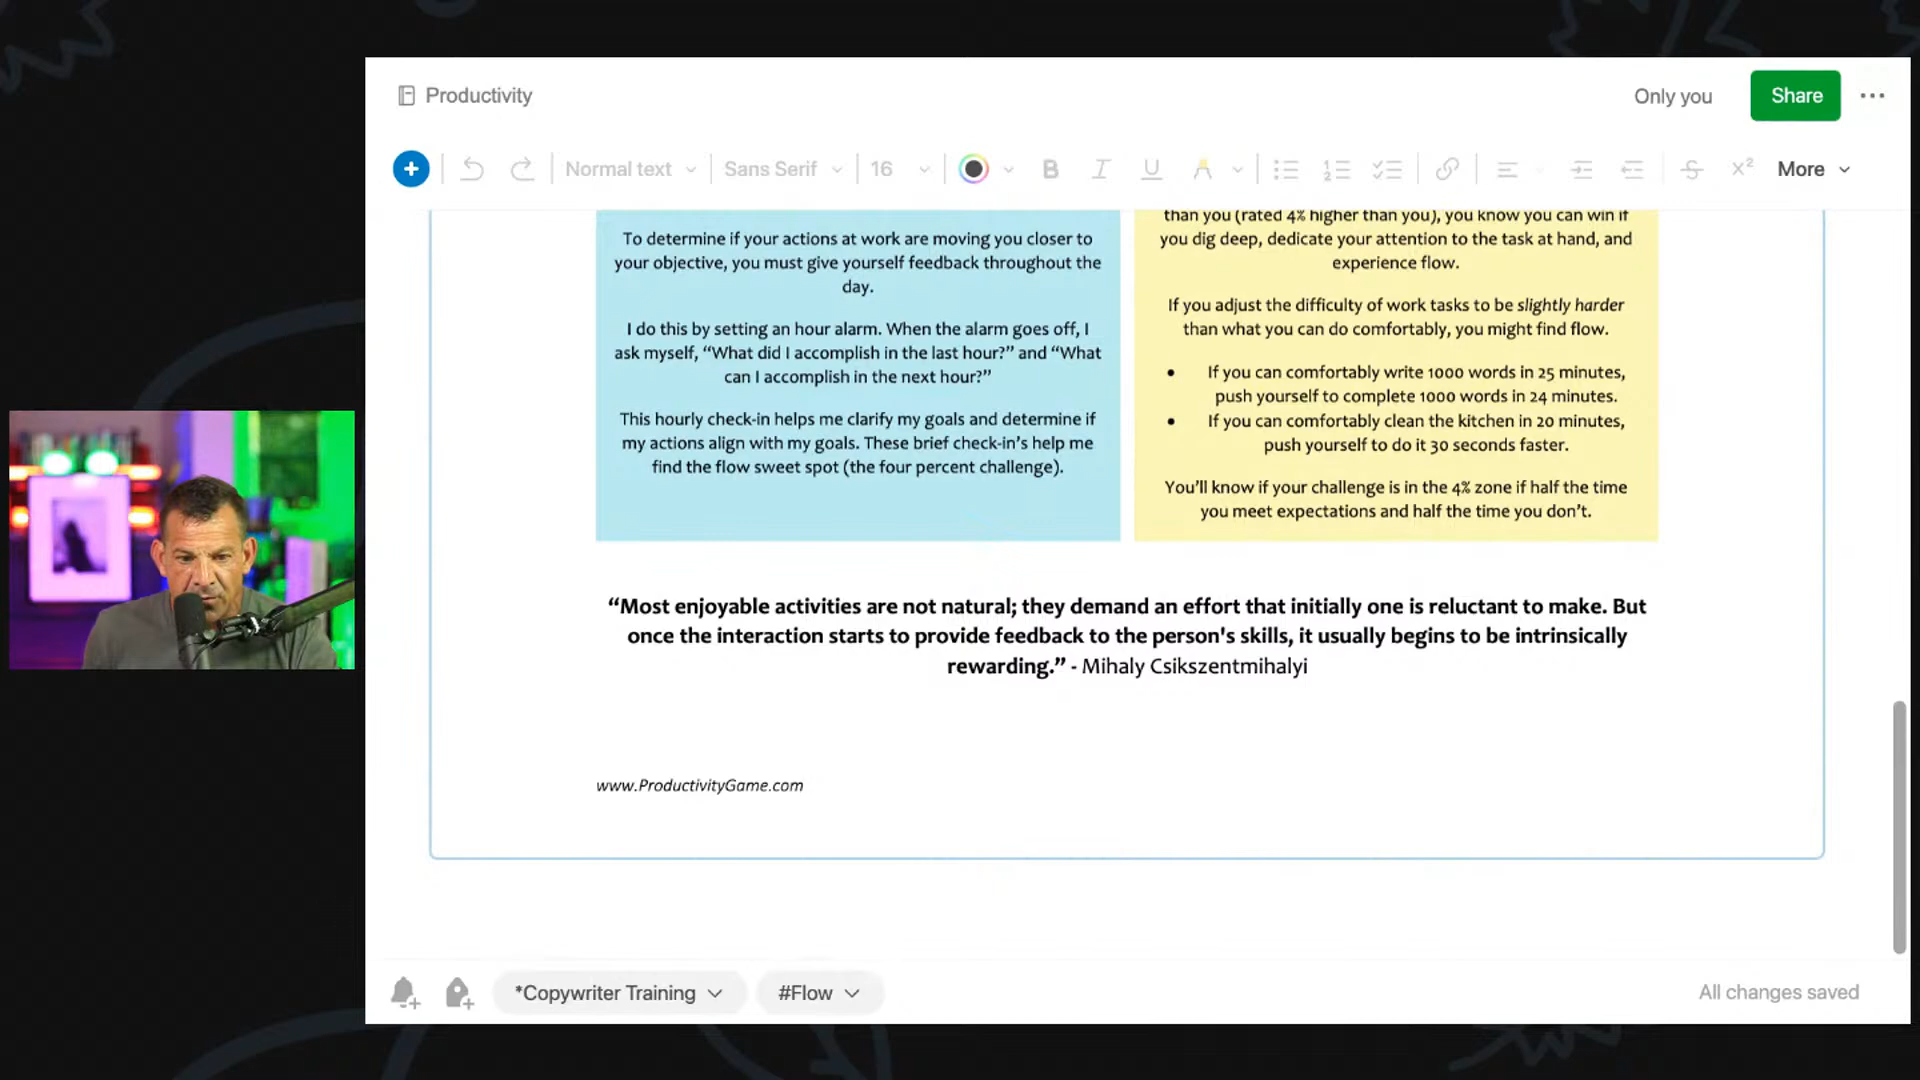 Productivity
Only you
Share
Normal text
Sans Serif
16
B
I
U
A
S
X²
More
To determine if your actions at work are moving you closer to
your objective, you must give yourself feedback throughout the
day.
I do this by setting an hour alarm. When the alarm goes off, I
ask myself, “What did I accomplish in the last hour?” and “What
can I accomplish in the next hour?”
This hourly check-in helps me clarify my goals and determine if
my actions align with my goals. These brief check-in’s help me
find the flow sweet spot (the four percent challenge).
than you (rated 4% higher than you), you know you can win if
you dig deep, dedicate your attention to the task at hand, and
experience flow.
If you adjust the difficulty of work tasks to be slightly harder
than what you can do comfortably, you might find flow.
• If you can comfortably write 1000 words in 25 minutes,
push yourself to complete 1000 words in 24 minutes.
• If you can comfortably clean the kitchen in 20 minutes,
push yourself to do it 30 seconds faster.
You’ll know if your challenge is in the 4% zone if half the time
you meet expectations and half the time you don’t.
“Most enjoyable activities are not natural; they demand an effort that initially one is reluctant to make. But
once the interaction starts to provide feedback to the person's skills, it usually begins to be intrinsically
rewarding.” - Mihaly Csikszentmihalyi
www.ProductivityGame.com
*Copywriter Training
#Flow
All changes saved